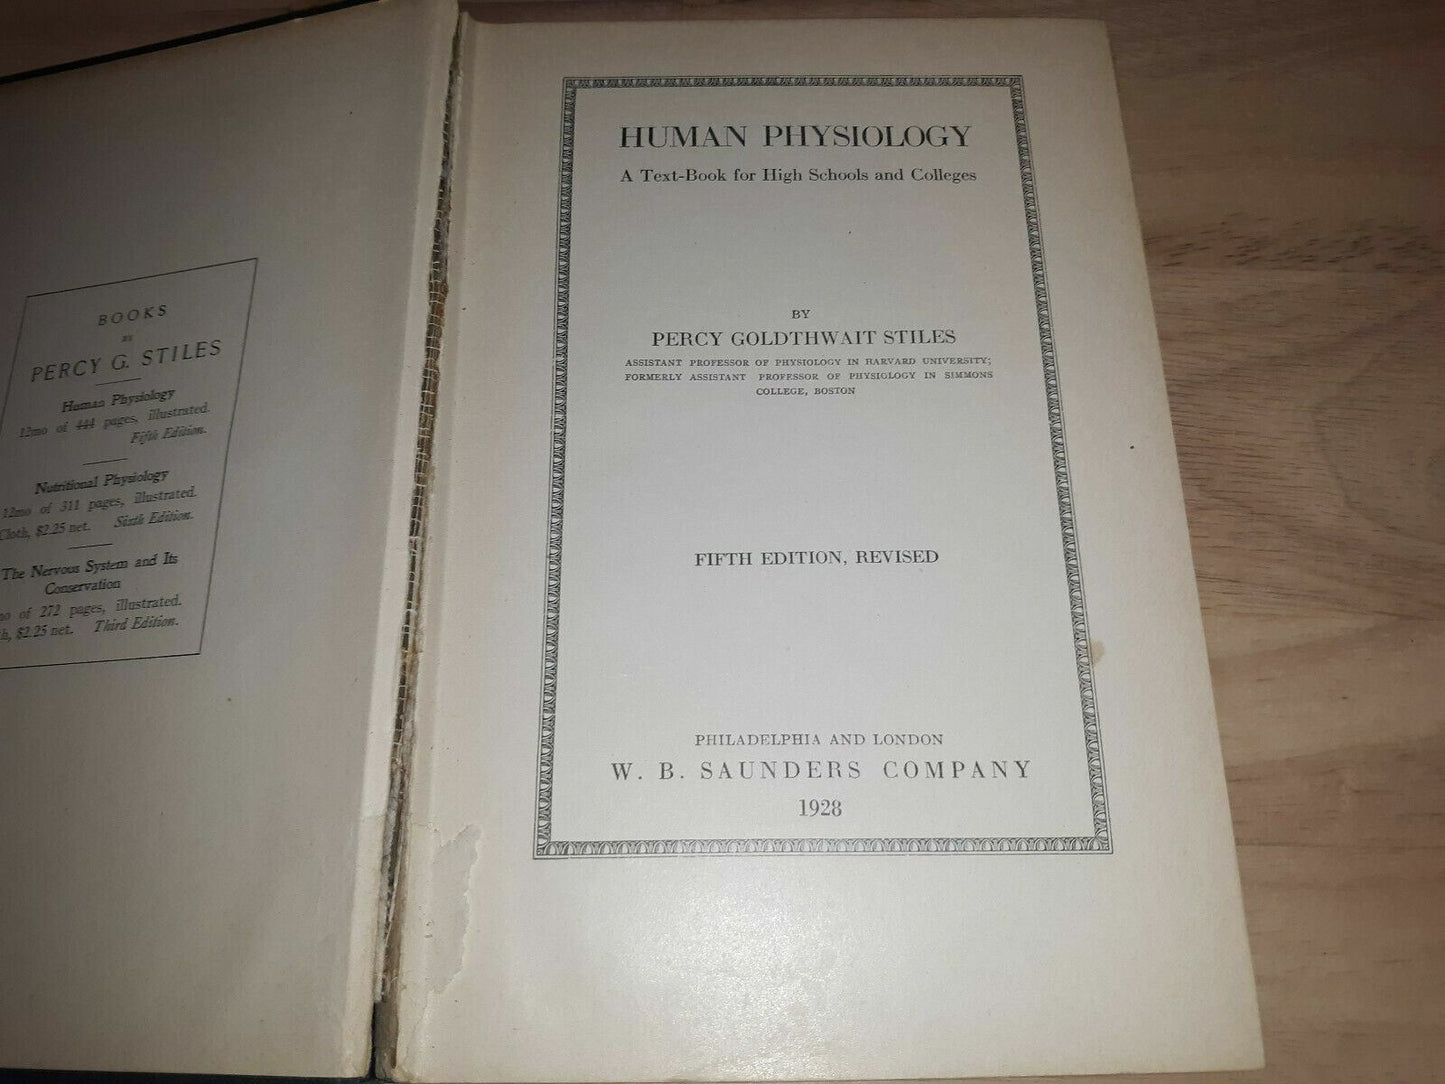 BOOKS
BY
PERCY G. STILES
Human Physiology
12mo of 444 pages, illustrated.
Fifth Edition.
Nutritional Physiology
12mo of 311 pages, illustrated.
Cloth, $2.25 net. Sixth Edition.
The Nervous System and Its
Conservation
of 272 pages, illustrated.
$2.25 net. Third Edition.
HUMAN PHYSIOLOGY
A Text-Book for High Schools and Colleges
BY
PERCY GOLDTHWAIT STILES
ASSISTANT PROFESSOR OF PHYSIOLOGY IN HARVARD UNIVERSITY;
FORMERLY ASSISTANT PROFESSOR OF PHYSIOLOGY IN SIMMONS
COLLEGE, BOSTON
FIFTH EDITION, REVISED
PHILADELPHIA AND LONDON
W. B. SAUNDERS COMPANY
1928